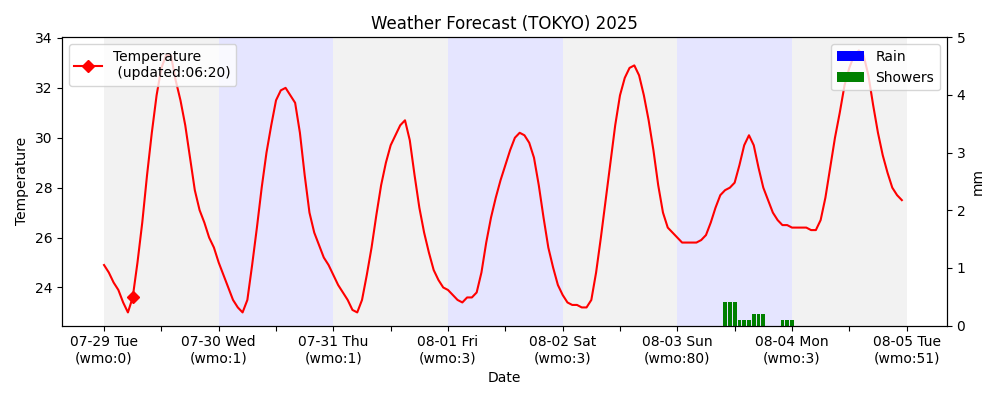 Weather Forecast (TOKYO) 2025
Temperature
(updated:06:20)
Rain
Showers
34
32
30
28
26
24
5
4
3
2
1
0
Temperature
mm
07-29 Tue
(wmo:0)
07-30 Wed
(wmo:1)
07-31 Thu
(wmo:1)
08-01 Fri
(wmo:3)
08-02 Sat
(wmo:3)
08-03 Sun
(wmo:80)
08-04 Mon
(wmo:3)
08-05 Tue
(wmo:51)
Date